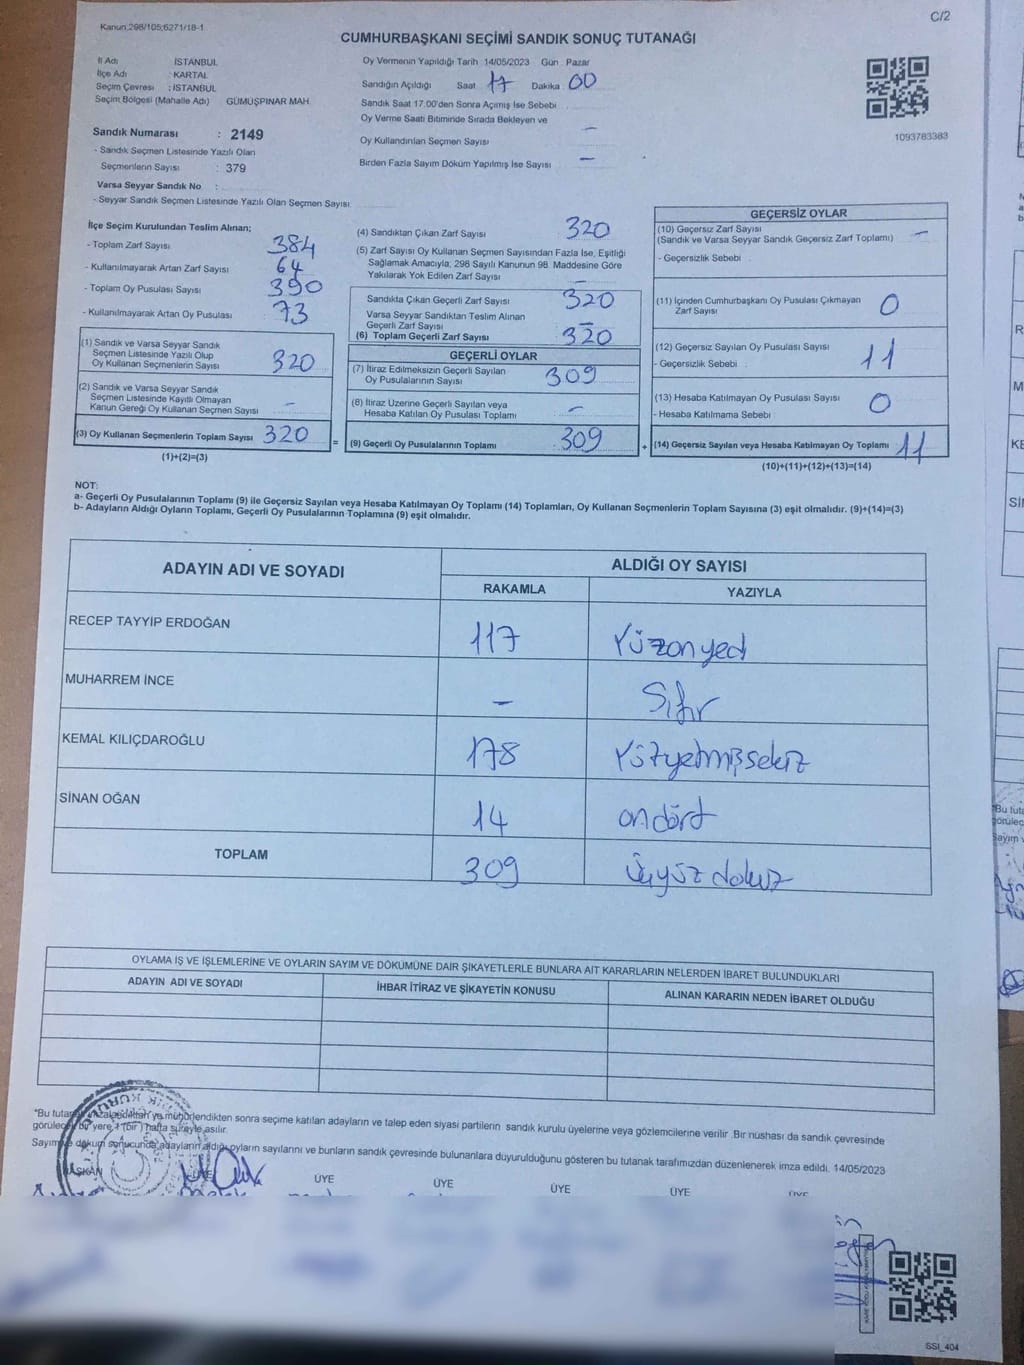 Kanun;298/105;6271/18-1
C/2
CUMHURBAŞKANI SEÇİMİ SANDIK SONUÇ TUTANAĞI
İl Adı : İSTANBUL
İlçe Adı : KARTAL
Seçim Çevresi : İSTANBUL
Seçim Bölgesi (Mahalle Adı) GÜMÜŞPINAR MAH.
Sandık Numarası : 2149
- Sandık Seçmen Listesinde Yazılı Olan
Seçmenlerin Sayısı : 379
Varsa Seyyar Sandık No :
- Seyyar Sandık Seçmen Listesinde Yazılı Olan Seçmen Sayısı
Oy Vermenin Yapıldığı Tarih 14/05/2023 Gün : Pazar
Sandığın Açıldığı Saat 17 Dakika 00
Sandık Saat 17.00'den Sonra Açılmış İse Sebebi
Oy Verme Saati Bitiminde Sırada Bekleyen ve
Oy Kullandırılan Seçmen Sayısı —
Birden Fazla Sayım Döküm Yapılmış İse Sayısı —
1093783383
İlçe Seçim Kurulundan Teslim Alınan;
- Toplam Zarf Sayısı 384
- Kullanılmayarak Artan Zarf Sayısı 64
- Toplam Oy Pusulası Sayısı 390
- Kullanılmayarak Artan Oy Pusulası 73
(1) Sandık ve Varsa Seyyar Sandık
Seçmen Listesinde Yazılı Olup
Oy Kullanan Seçmenlerin Sayısı 320
(2) Sandık ve Varsa Seyyar Sandık
Seçmen Listesinde Kayıtlı Olmayan
Kanun Gereği Oy Kullanan Seçmen Sayısı —
(3) Oy Kullanan Seçmenlerin Toplam Sayısı 320
(1)+(2)=(3)
(4) Sandıktan Çıkan Zarf Sayısı 320
(5) Zarf Sayısı Oy Kullanan Seçmen Sayısından Fazla İse, Eşitliği
Sağlamak Amacıyla, 298 Sayılı Kanunun 98. Maddesine Göre
Yakılarak Yok Edilen Zarf Sayısı —
Sandıkta Çıkan Geçerli Zarf Sayısı 320
Varsa Seyyar Sandıktan Teslim Alınan
Geçerli Zarf Sayısı —
(6) Toplam Geçerli Zarf Sayısı 320
GEÇERLİ OYLAR
(7) İtiraz Edilmeksizin Geçerli Sayılan
Oy Pusulalarının Sayısı 309
(8) İtiraz Üzerine Geçerli Sayılan veya
Hesaba Katılan Oy Pusulası Toplamı —
= (9) Geçerli Oy Pusulalarının Toplamı 309 +
GEÇERSİZ OYLAR
(10) Geçersiz Zarf Sayısı —
(Sandık ve Varsa Seyyar Sandık Geçersiz Zarf Toplamı)
- Geçersizlik Sebebi
(11) İçinden Cumhurbaşkanı Oy Pusulası Çıkmayan
Zarf Sayısı 0
(12) Geçersiz Sayılan Oy Pusulası Sayısı 11
- Geçersizlik Sebebi
(13) Hesaba Katılmayan Oy Pusulası Sayısı 0
- Hesaba Katılmama Sebebi
(14) Geçersiz Sayılan veya Hesaba Katılmayan Oy Toplamı 11
(10)+(11)+(12)+(13)=(14)
NOT:
a- Geçerli Oy Pusulalarının Toplamı (9) ile Geçersiz Sayılan veya Hesaba Katılmayan Oy Toplamı (14) Toplamları, Oy Kullanan Seçmenlerin Toplam Sayısına (3) eşit olmalıdır. (9)+(14)=(3)
b- Adayların Aldığı Oyların Toplamı, Geçerli Oy Pusulalarının Toplamına (9) eşit olmalıdır.
ADAYIN ADI VE SOYADI ALDIĞI OY SAYISI
RAKAMLA YAZIYLA
RECEP TAYYİP ERDOĞAN 117 Yüzonyedi
MUHARREM İNCE — Sıfır
KEMAL KILIÇDAROĞLU 178 Yüzyetmişsekiz
SİNAN OĞAN 14 ondört
TOPLAM 309 Üçyüz dokuz
OYLAMA İŞ VE İŞLEMLERİNE VE OYLARIN SAYIM VE DÖKÜMÜNE DAİR ŞİKAYETLERLE BUNLARA AİT KARARLARIN NELERDEN İBARET BULUNDUKLARI
ADAYIN ADI VE SOYADI İHBAR İTİRAZ VE ŞİKAYETİN KONUSU ALINAN KARARIN NEDEN İBARET OLDUĞU
*Bu tutanak imzalandıktan ve mühürlendikten sonra seçime katılan adayların ve talep eden siyasi partilerin sandık kurulu üyelerine veya gözlemcilerine verilir. Bir nüshası da sandık çevresinde
görülecek bir yere 1 (bir) hafta süreyle asılır.
Sayım ve döküm sonucunda adayların aldığı oyların sayılarını ve bunların sandık çevresinde bulunanlara duyurulduğunu gösteren bu tutanak tarafımızdan düzenlenerek imza edildi. 14/05/2023
BAŞKAN ÜYE ÜYE ÜYE ÜYE ÜYE ÜYE
SSI_404